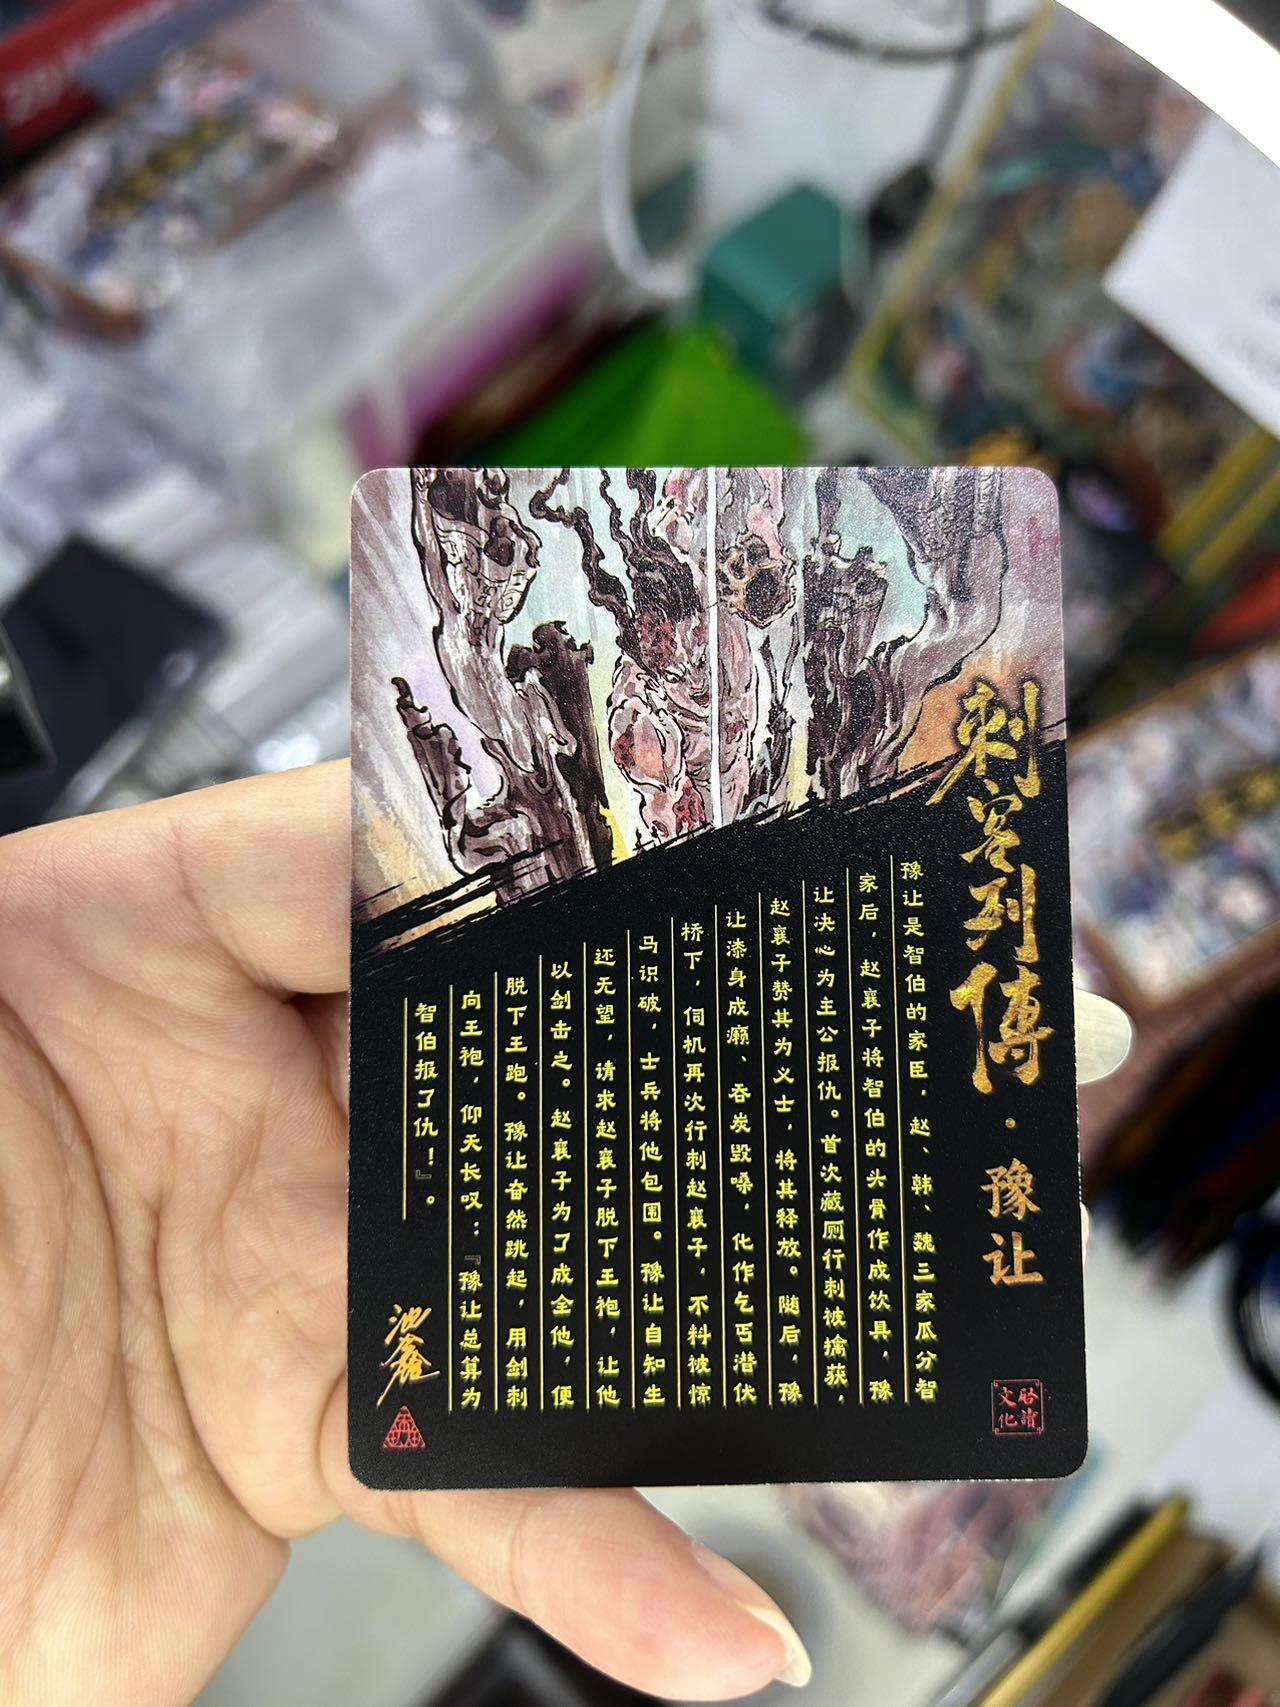 刺客列傳·豫让
豫让是智伯的家臣，赵、韩、魏三家瓜分智
家后，赵襄子将智伯的头骨作成饮具，豫
让决心为主公报仇。首次藏厕行刺被擒获，
赵襄子赞其为义士，将其释放。随后，豫
让漆身成癞、吞炭毁嗓，化作乞丐潜伏
桥下，伺机再次行刺赵襄子，不料被惊
马识破，士兵将他包围。豫让自知生
还无望，请求赵襄子脱下王袍，让他
以剑击之。赵襄子为了成全他，便
脱下王跑。豫让奋然跳起，用剑刺
向王袍，仰天长叹：『豫让总算为
智伯报了仇！』。
池鑫
聆讀
文化